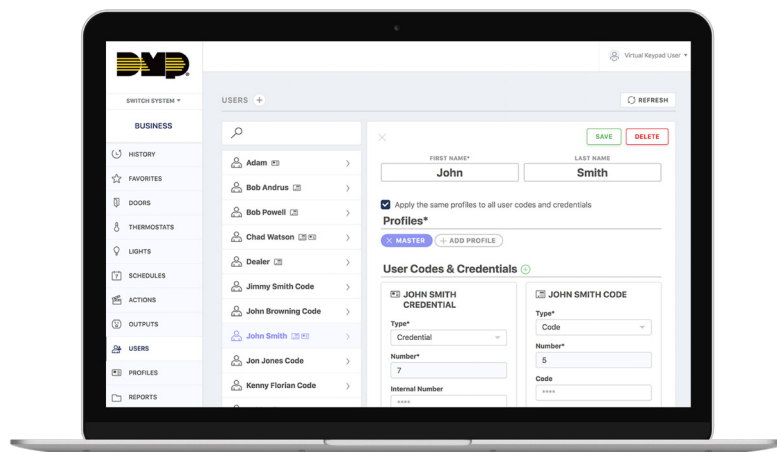 DMP
Virtual Keypad User
SWITCH SYSTEM
BUSINESS
HISTORY
FAVORITES
DOORS
THERMOSTATS
LIGHTS
SCHEDULES
7
ACTIONS
OUTPUTS
USERS
PROFILES
REPORTS
USERS +
REFRESH
Adam
Bob Andrus
Bob Powell
Chad Watson
Dealer
Jimmy Smith Code
John Browning Code
John Smith
Jon Jones Code
Kenny Florian Code
SAVE DELETE
FIRST NAME* LAST NAME
John Smith
Apply the same profiles to all user codes and credentials
Profiles*
× MASTER + ADD PROFILE
User Codes & Credentials +
JOHN SMITH
CREDENTIAL
Type*
Credential
Number*
7
Internal Number
****
JOHN SMITH CODE
Type*
Code
Number*
5
Code
****